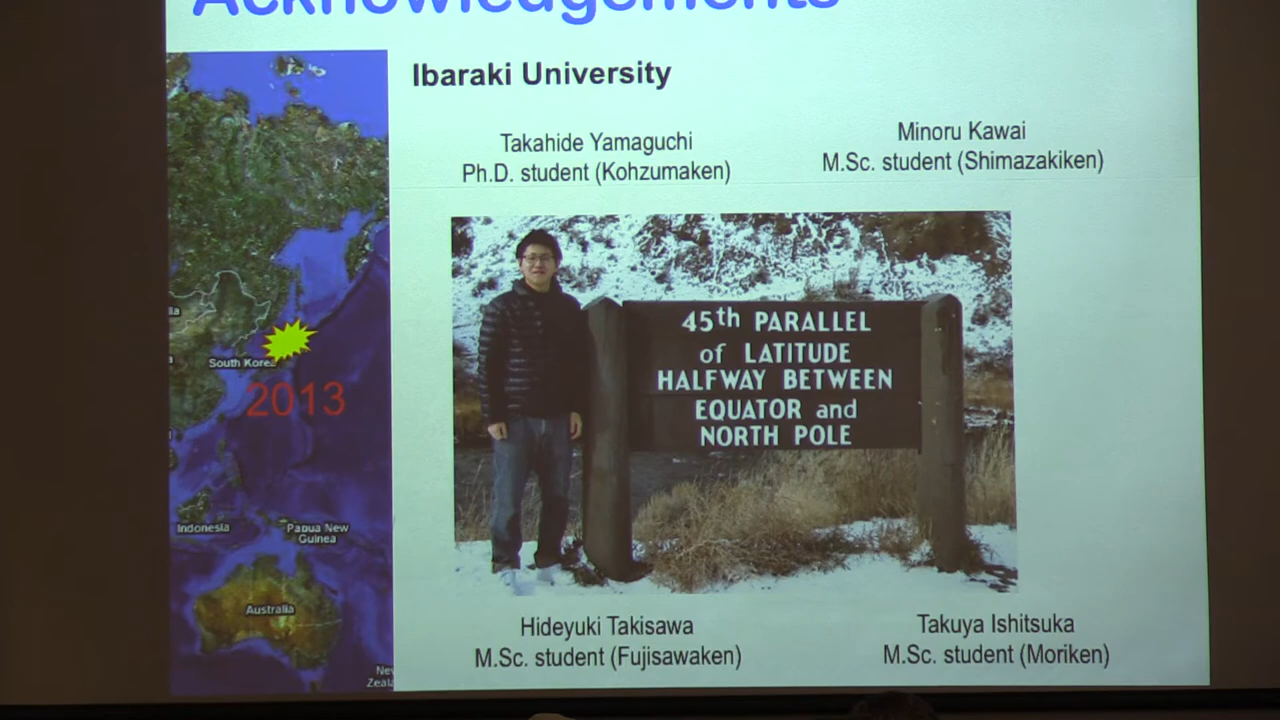 Acknowledgements
Ibaraki University
Takahide Yamaguchi
Ph.D. student (Kohzumaken)
Minoru Kawai
M.Sc. student (Shimazakiken)
45th PARALLEL
of LATITUDE
HALFWAY BETWEEN
EQUATOR and
NORTH POLE
South Korea
2013
Indonesia
Papua New
Guinea
Australia
Hideyuki Takisawa
M.Sc. student (Fujisawaken)
Takuya Ishitsuka
M.Sc. student (Moriken)